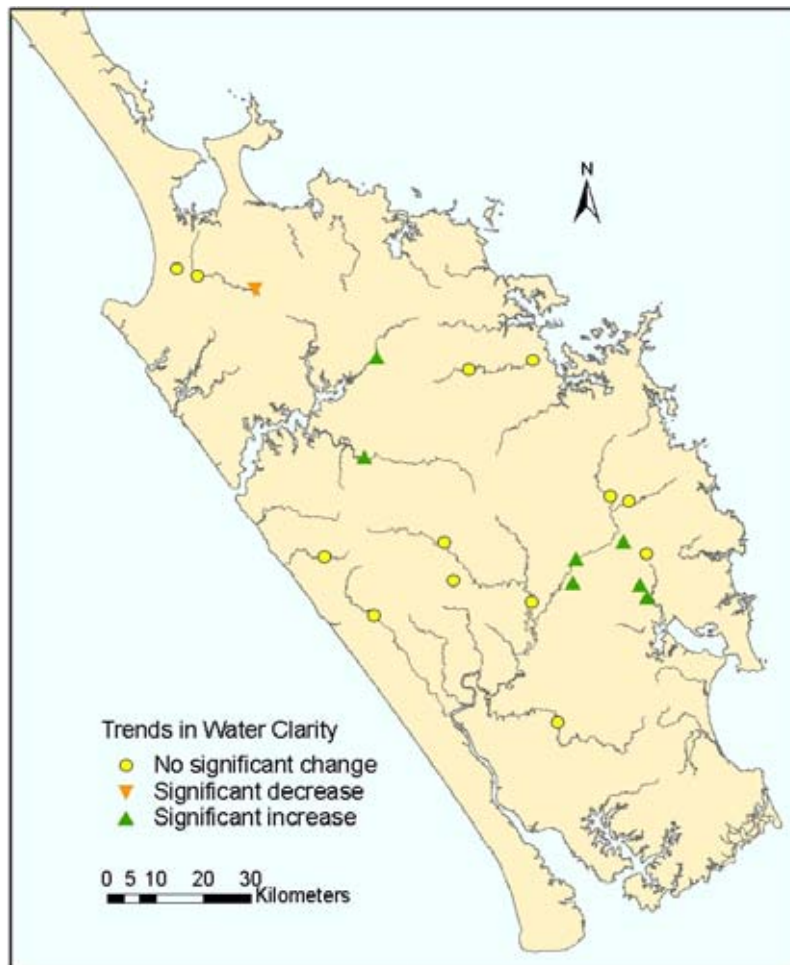 N
Trends in Water Clarity
No significant change
Significant decrease
Significant increase
0 5 10 20 30
Kilometers